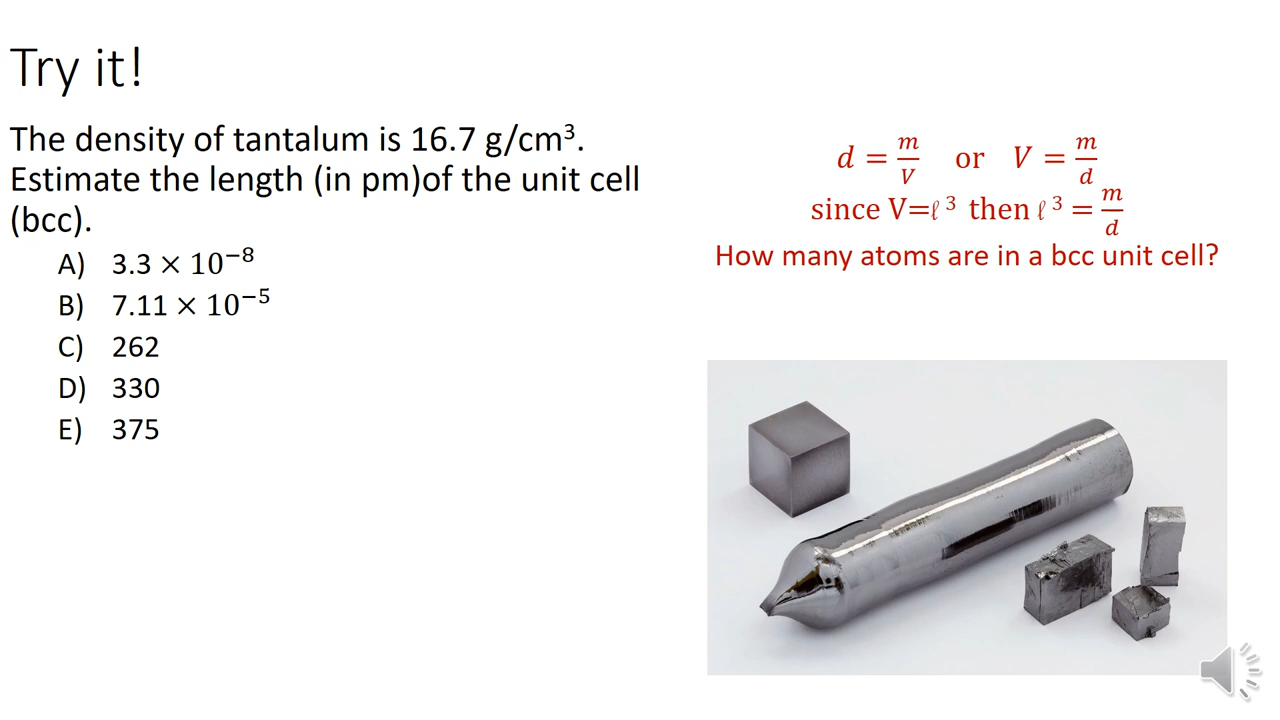 Try it!
The density of tantalum is 16.7 g/cm³.
Estimate the length (in pm)of the unit cell
(bcc).
A) 3.3 × 10⁻⁸
B) 7.11 × 10⁻⁵
C) 262
D) 330
E) 375
d = m/V or V = m/d
since V=ℓ ³ then ℓ ³ = m/d
How many atoms are in a bcc unit cell?